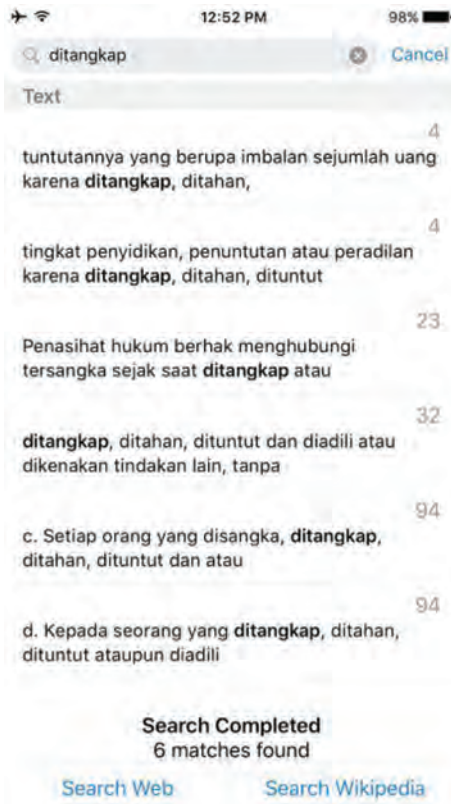 12:52 PM
98%
ditangkap
Cancel
Text
4
tuntutannya yang berupa imbalan sejumlah uang
karena ditangkap, ditahan,
4
tingkat penyidikan, penuntutan atau peradilan
karena ditangkap, ditahan, dituntut
23
Penasihat hukum berhak menghubungi
tersangka sejak saat ditangkap atau
32
ditangkap, ditahan, dituntut dan diadili atau
dikenakan tindakan lain, tanpa
94
c. Setiap orang yang disangka, ditangkap,
ditahan, dituntut dan atau
94
d. Kepada seorang yang ditangkap, ditahan,
dituntut ataupun diadili
Search Completed
6 matches found
Search Web
Search Wikipedia